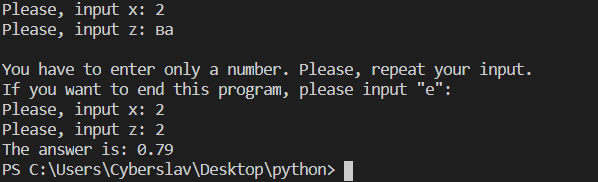 Please, input x: 2
Please, input z: ва
You have to enter only a number. Please, repeat your input.
If you want to end this program, please input "e":
Please, input x: 2
Please, input z: 2
The answer is: 0.79
PS C:\Users\Cyberslav\Desktop\python>